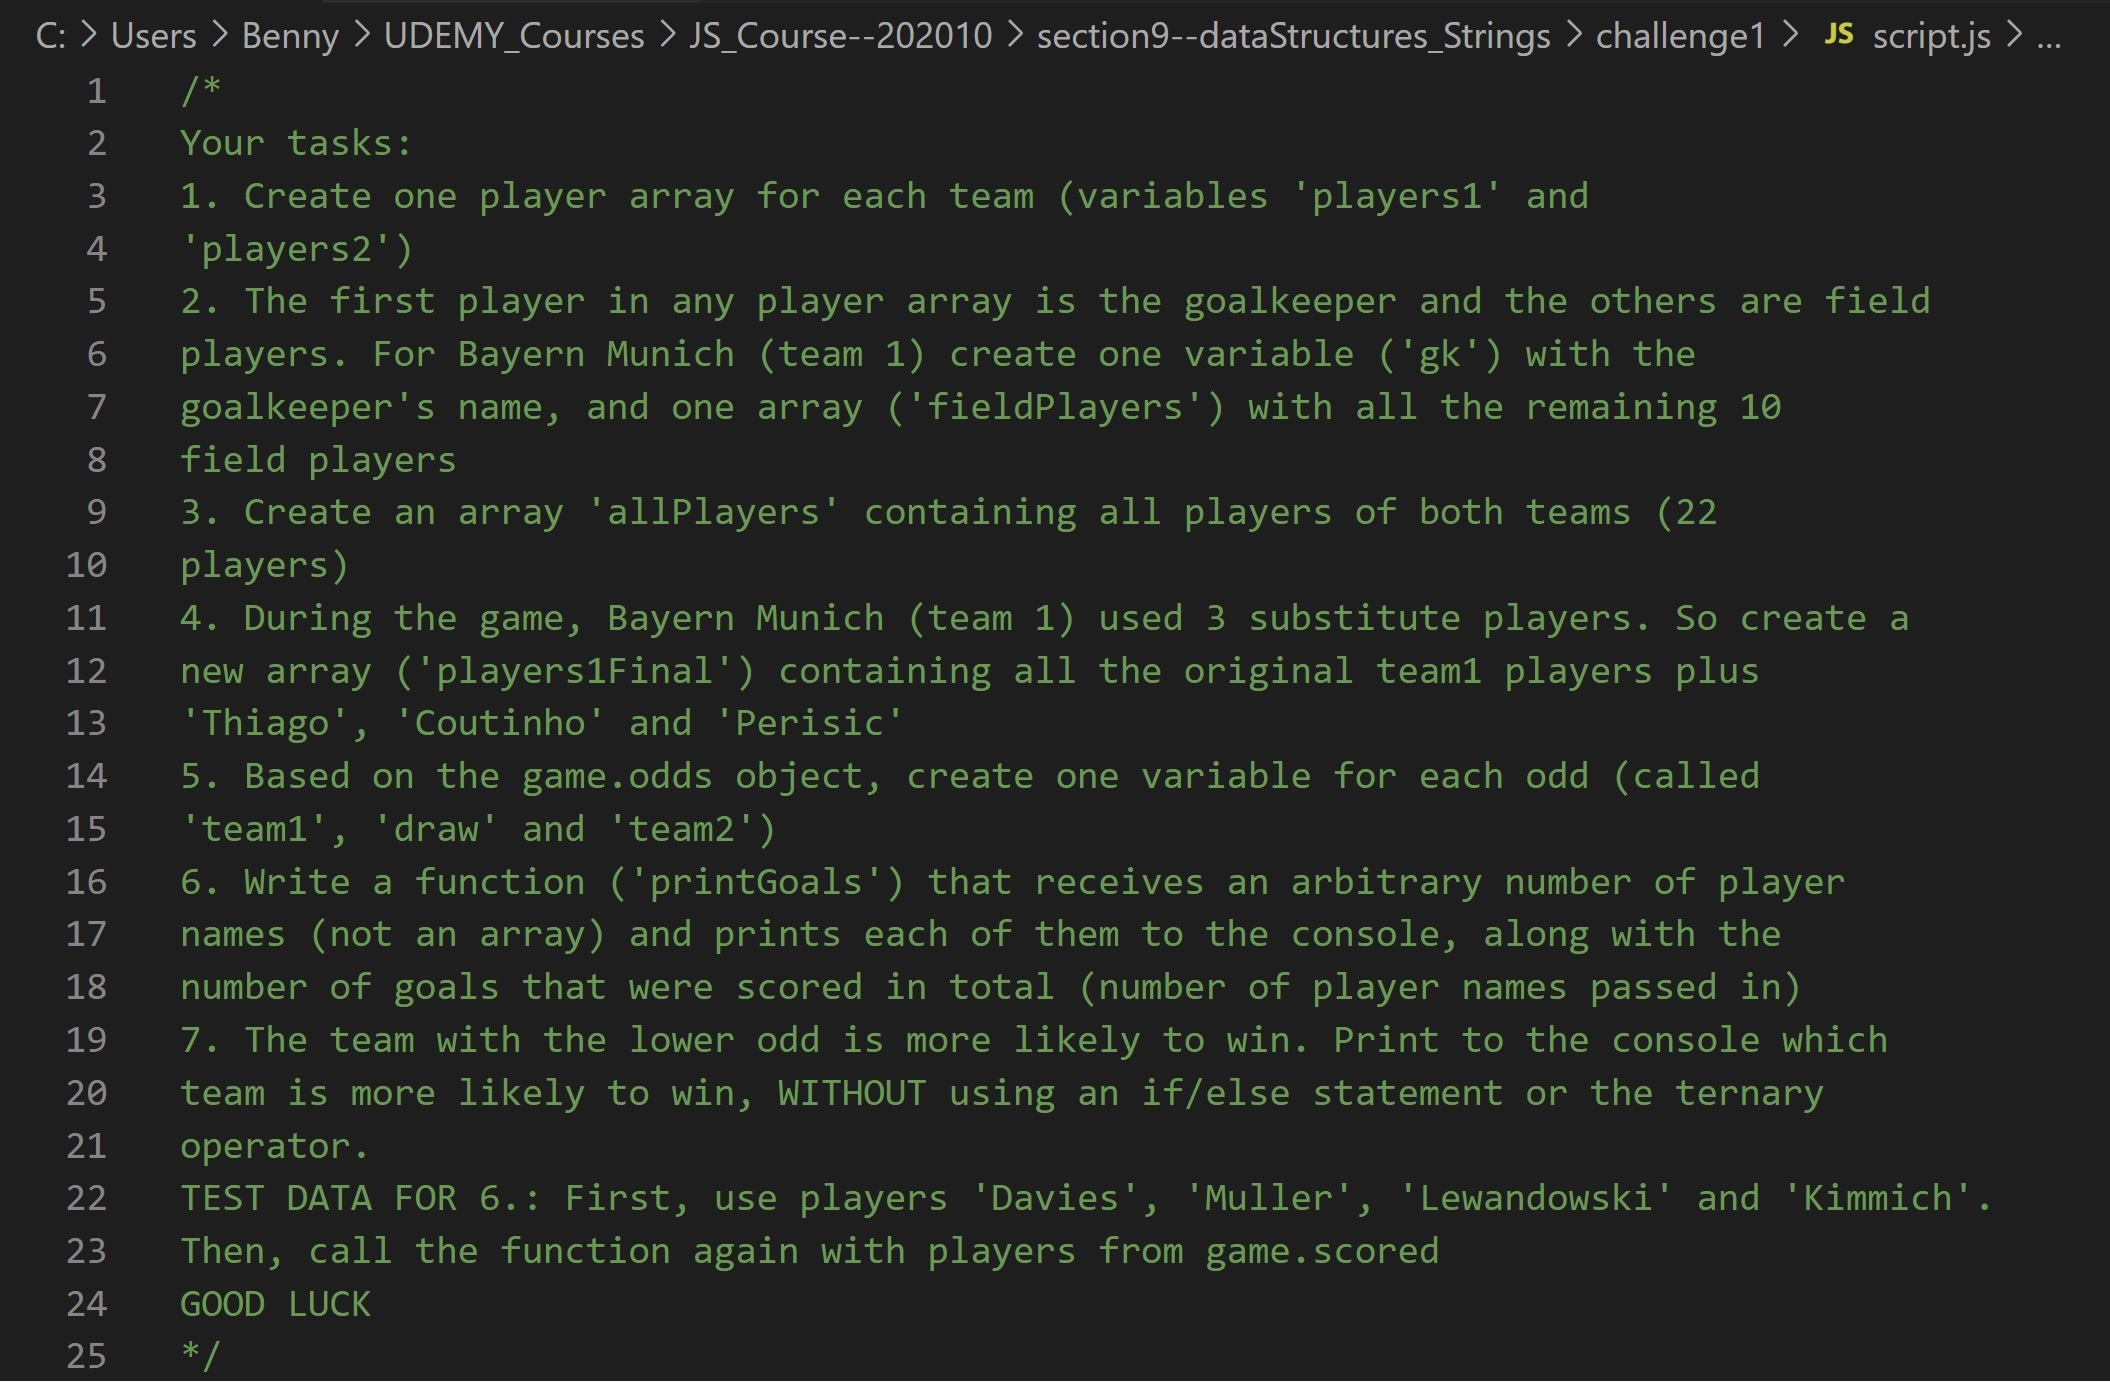 C: > Users > Benny > UDEMY_Courses > JS_Course--202010 > section9--dataStructures_Strings > challenge1 > JS script.js > ...
1 /*
2 Your tasks:
3 1. Create one player array for each team (variables 'players1' and
4 'players2')
5 2. The first player in any player array is the goalkeeper and the others are field
6 players. For Bayern Munich (team 1) create one variable ('gk') with the
7 goalkeeper's name, and one array ('fieldPlayers') with all the remaining 10
8 field players
9 3. Create an array 'allPlayers' containing all players of both teams (22
10 players)
11 4. During the game, Bayern Munich (team 1) used 3 substitute players. So create a
12 new array ('players1Final') containing all the original team1 players plus
13 'Thiago', 'Coutinho' and 'Perisic'
14 5. Based on the game.odds object, create one variable for each odd (called
15 'team1', 'draw' and 'team2')
16 6. Write a function ('printGoals') that receives an arbitrary number of player
17 names (not an array) and prints each of them to the console, along with the
18 number of goals that were scored in total (number of player names passed in)
19 7. The team with the lower odd is more likely to win. Print to the console which
20 team is more likely to win, WITHOUT using an if/else statement or the ternary
21 operator.
22 TEST DATA FOR 6.: First, use players 'Davies', 'Muller', 'Lewandowski' and 'Kimmich'.
23 Then, call the function again with players from game.scored
24 GOOD LUCK
25 */